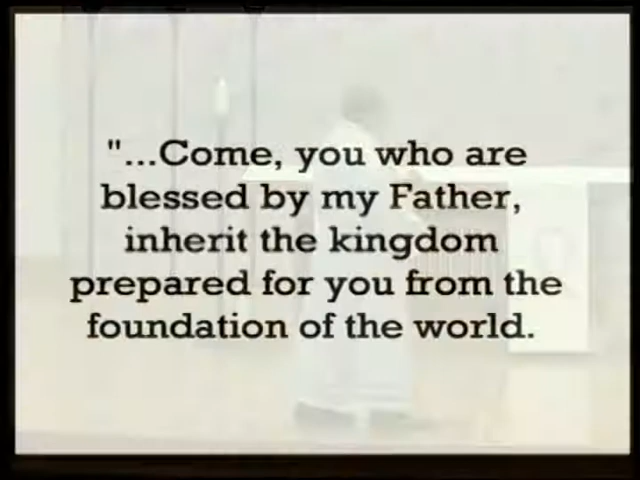 "...Come, you who are
blessed by my Father,
inherit the kingdom
prepared for you from the
foundation of the world.